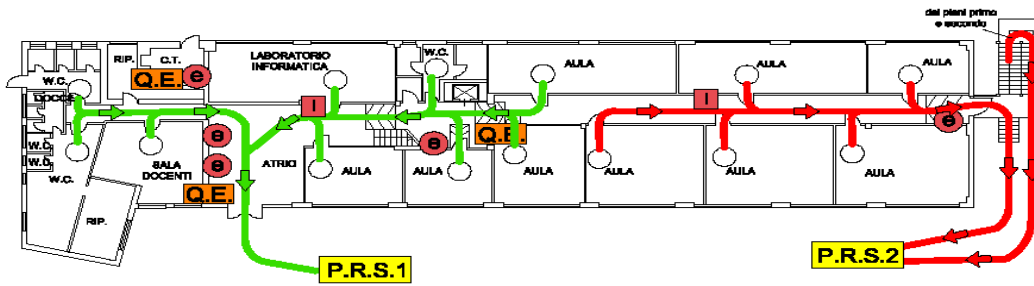 dai piani primo
e secondo
W.C.
RIP.
C.T.
LABORATORIO
INFORMATICA
W.C.
AULA
AULA
AULA
Q.E.
e
DOCCE
I
I
e
W.C.
W.C.
W.C.
RIP.
SALA
DOCENTI
e
e
Q.E.
ATRIO
AULA
AULA
e
Q.E.
AULA
AULA
AULA
AULA
P.R.S.1
P.R.S.2